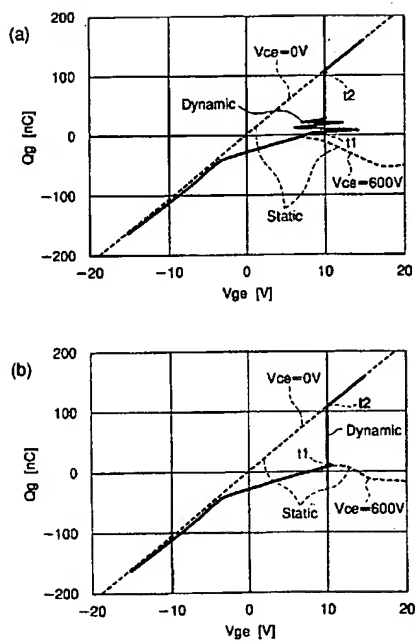 (a)
200
Vce=0V
100
Dynamic
t2
Qg [nC]
0
t1
Vce=600V
-100
Static
-200
-20 -10 0 10 20
Vge [V]
(b)
200
Vce=0V
t2
100
Dynamic
t1
Qg [nC]
0
Static
Vce=600V
-100
-200
-20 -10 0 10 20
Vge [V]